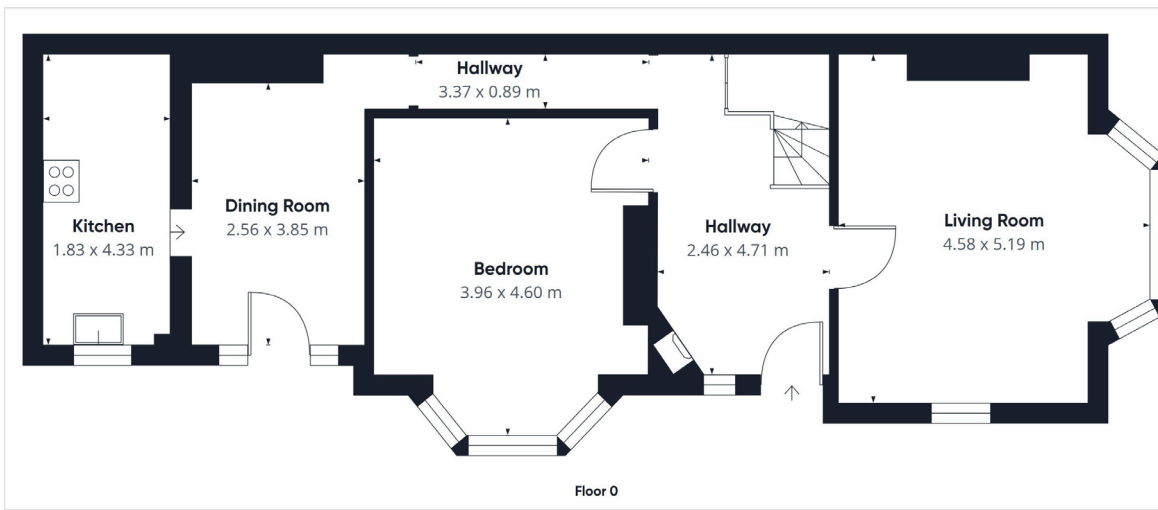 Hallway
3.37 x 0.89 m
Kitchen
1.83 x 4.33 m
Dining Room
2.56 x 3.85 m
Bedroom
3.96 x 4.60 m
Hallway
2.46 x 4.71 m
Living Room
4.58 x 5.19 m
Floor 0